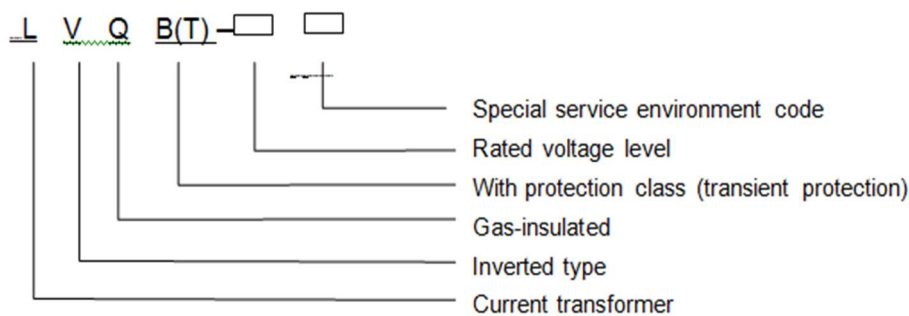 L V Q B(T)-
Special service environment code
Rated voltage level
With protection class (transient protection)
Gas-insulated
Inverted type
Current transformer